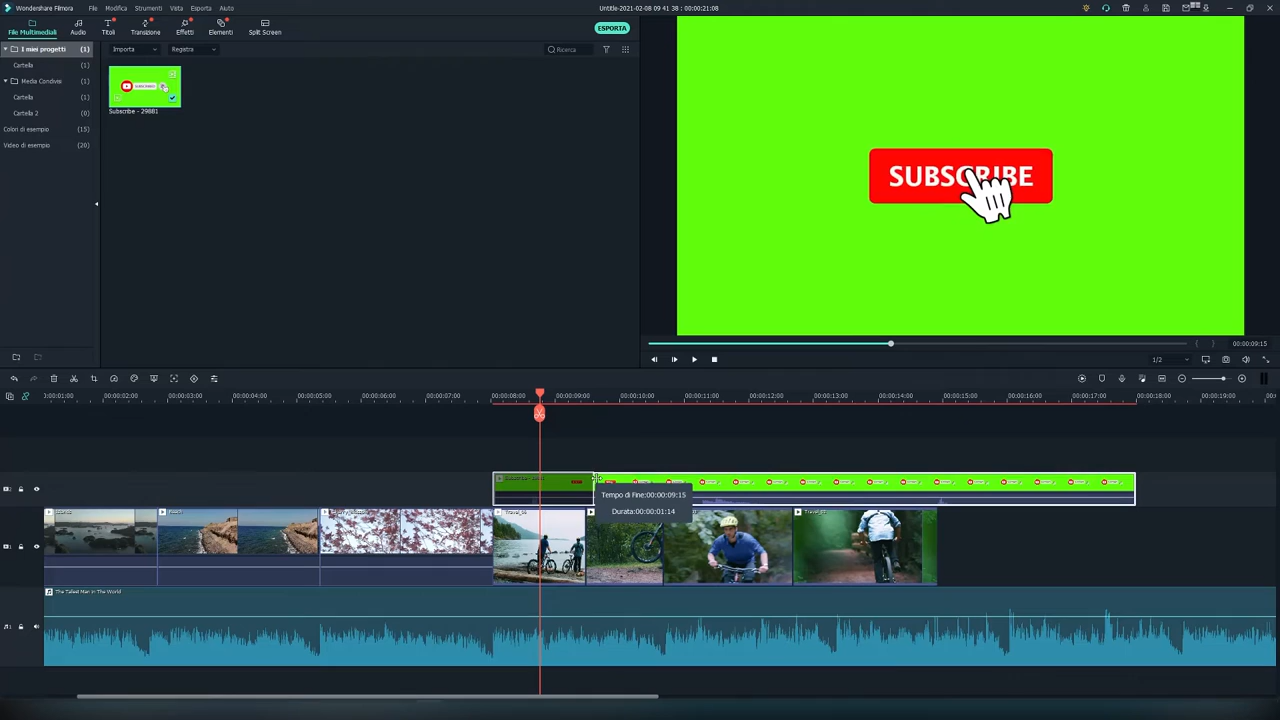 Wondershare Filmora
File
Modifica
Strumenti
Vista
Esporta
Aiuto
Untitle-2021-02-08 09 41 38 : 00:00:21:08
File Multimediali
Audio
Titoli
Transizione
Effetti
Elementi
Split Screen
ESPORTA
I miei progetti (1)
Cartella (1)
Media Condivisi (1)
Cartella (1)
Cartella 2 (0)
Colori di esempio (15)
Video di esempio (20)
Importa
Registra
Ricerca
Subscribe - 29881
SUBSCRIBE
00:00:09:15
1/2
00:00:01:00
00:00:02:00
00:00:03:00
00:00:04:00
00:00:05:00
00:00:06:00
00:00:07:00
00:00:08:00
00:00:09:00
00:00:10:00
00:00:11:00
00:00:12:00
00:00:13:00
00:00:14:00
00:00:15:00
00:00:16:00
00:00:17:00
00:00:18:00
00:00:19:00
Tempo di Fine:00:00:09:15
Durata:00:00:01:14
Travel_06
The Tallest Man In The World